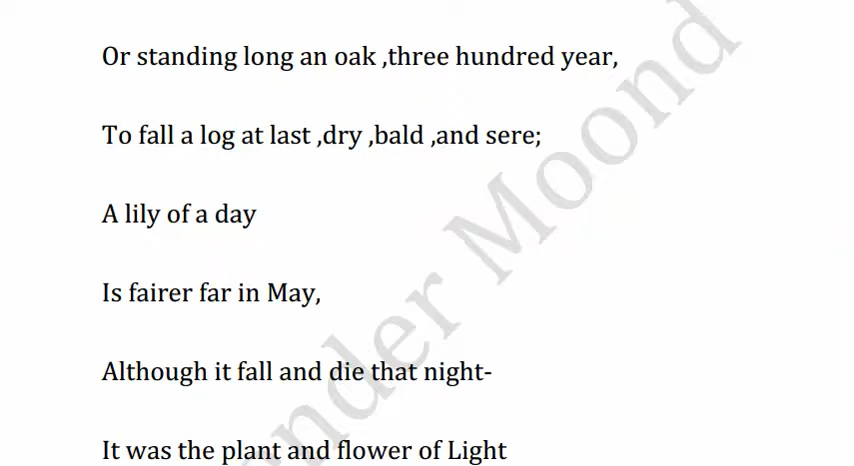 Or standing long an oak ,three hundred year,
To fall a log at last ,dry ,bald ,and sere;
A lily of a day
Is fairer far in May,
Although it fall and die that night-
It was the plant and flower of Light
ander Moond